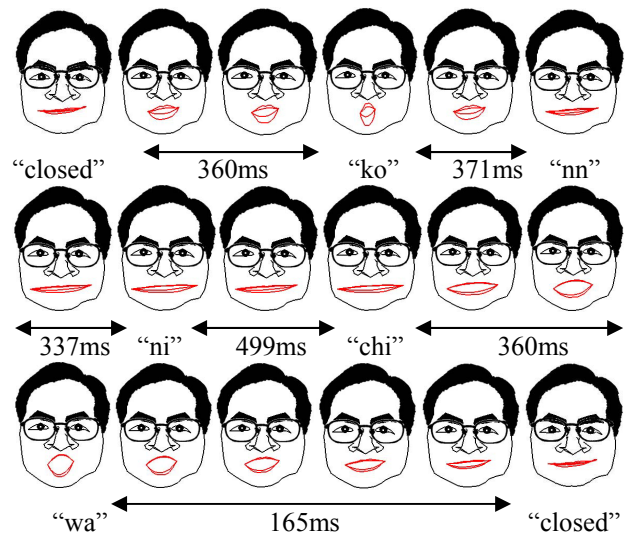 “closed” 360ms “ko” 371ms “nn”
337ms “ni” 499ms “chi” 360ms
“wa” 165ms “closed”